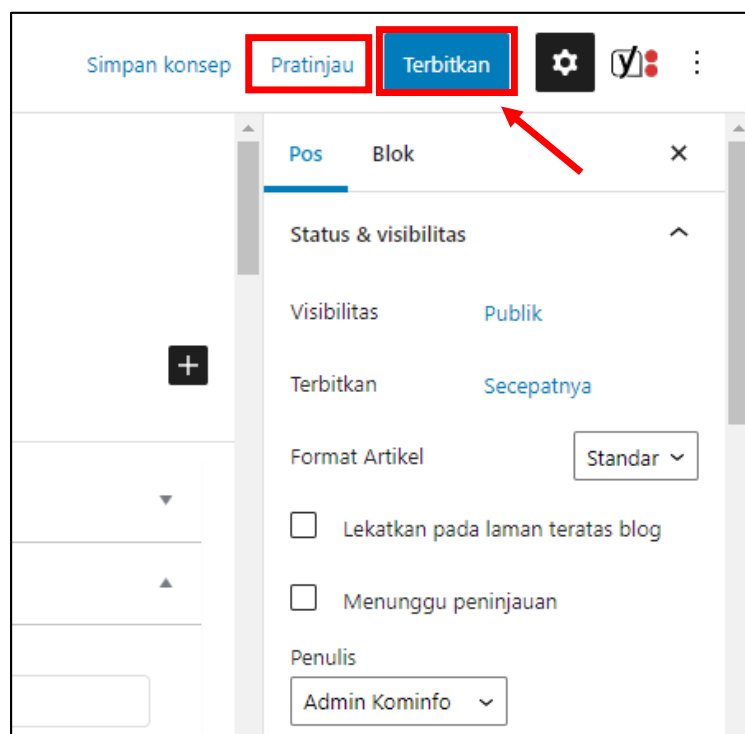 Simpan konsep Pratinjau Terbitkan
Pos Blok
Status & visibilitas
Visibilitas Publik
Terbitkan Secepatnya
Format Artikel Standar
Lekatkan pada laman teratas blog
Menunggu peninjauan
Penulis
Admin Kominfo